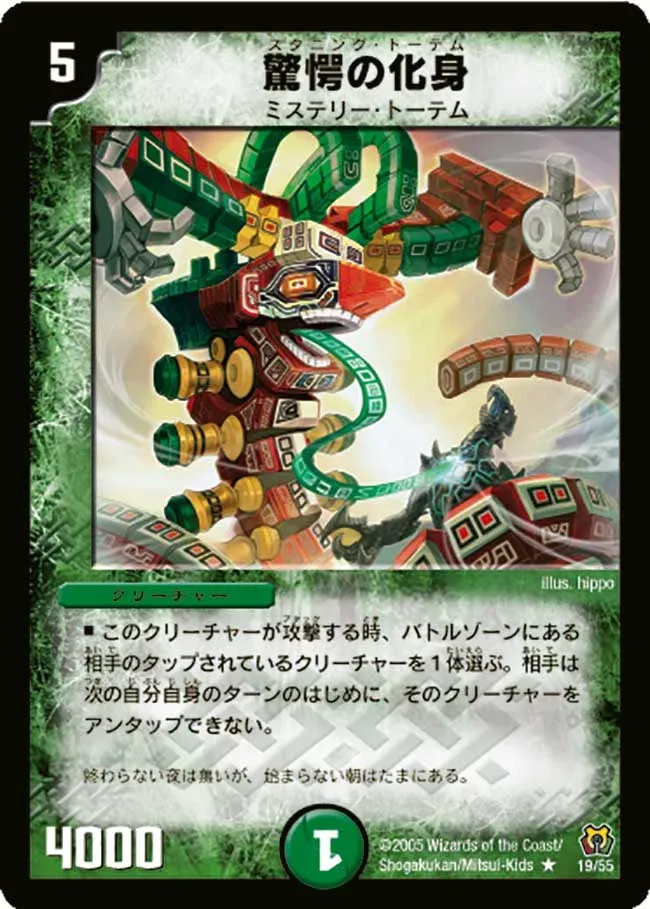 5
スタニング・トーテム
驚愕の化身
ミステリー・トーテム
illus. hippo
クリーチャー
■ このクリーチャーが攻撃する時、バトルゾーンにある
相手のタップされているクリーチャーを1体選ぶ。相手は
次の自分自身のターンのはじめに、そのクリーチャーを
アンタップできない。
終わらない夜は無いが、始まらない朝はたまにある。
4000
1
©2005 Wizards of the Coast/
Shogakukan/Mitsui-Kids ★ 19/55